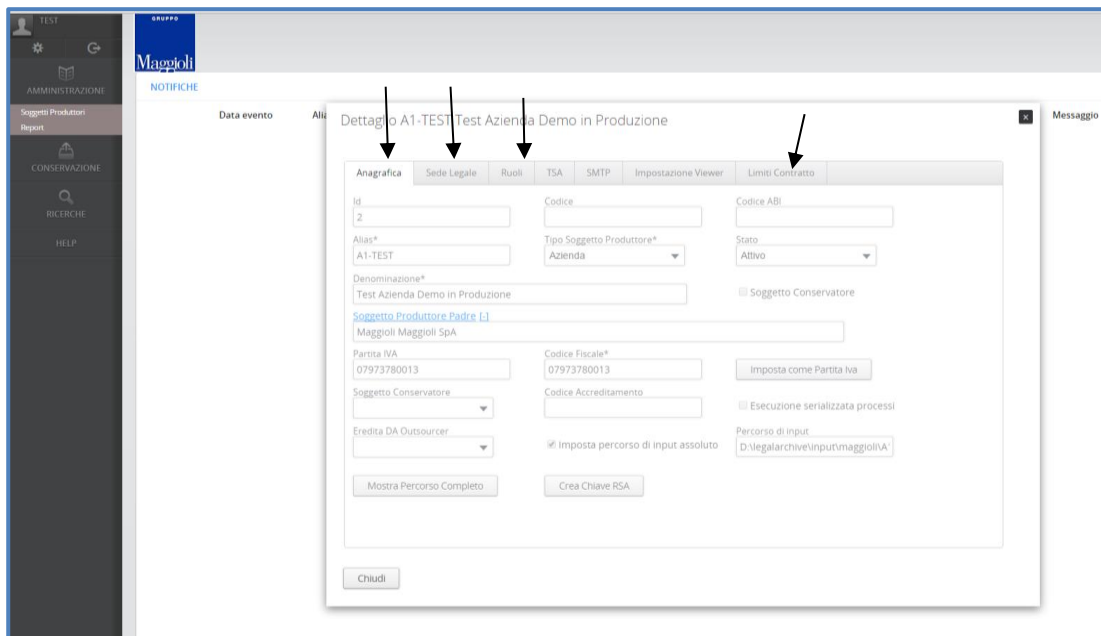 TEST
GRUPPO
Maggioli
AMMINISTRAZIONE
Soggetti Produttori
Report
CONSERVAZIONE
RICERCHE
HELP
NOTIFICHE
Data evento Messaggio
Dettaglio A1-TEST Test Azienda Demo in Produzione
Anagrafica Sede Legale Ruoli TSA SMTP Impostazione Viewer Limiti Contratto
Id Codice Codice ABI
2
Alias* Tipo Soggetto Produttore* Stato
A1-TEST Azienda Attivo
Denominazione*
Test Azienda Demo in Produzione Soggetto Conservatore
Soggetto Produttore Padre [-]
Maggioli Maggioli SpA
Partita IVA Codice Fiscale*
07973780013 07973780013 Imposta come Partita Iva
Soggetto Conservatore Codice Accreditamento
Esecuzione serializzata processi
Eredita DA Outsourcer Percorso di input
Imposta percorso di input assoluto D:\legalarchive\input\maggioli\A
Mostra Percorso Completo Crea Chiave RSA
Chiudi